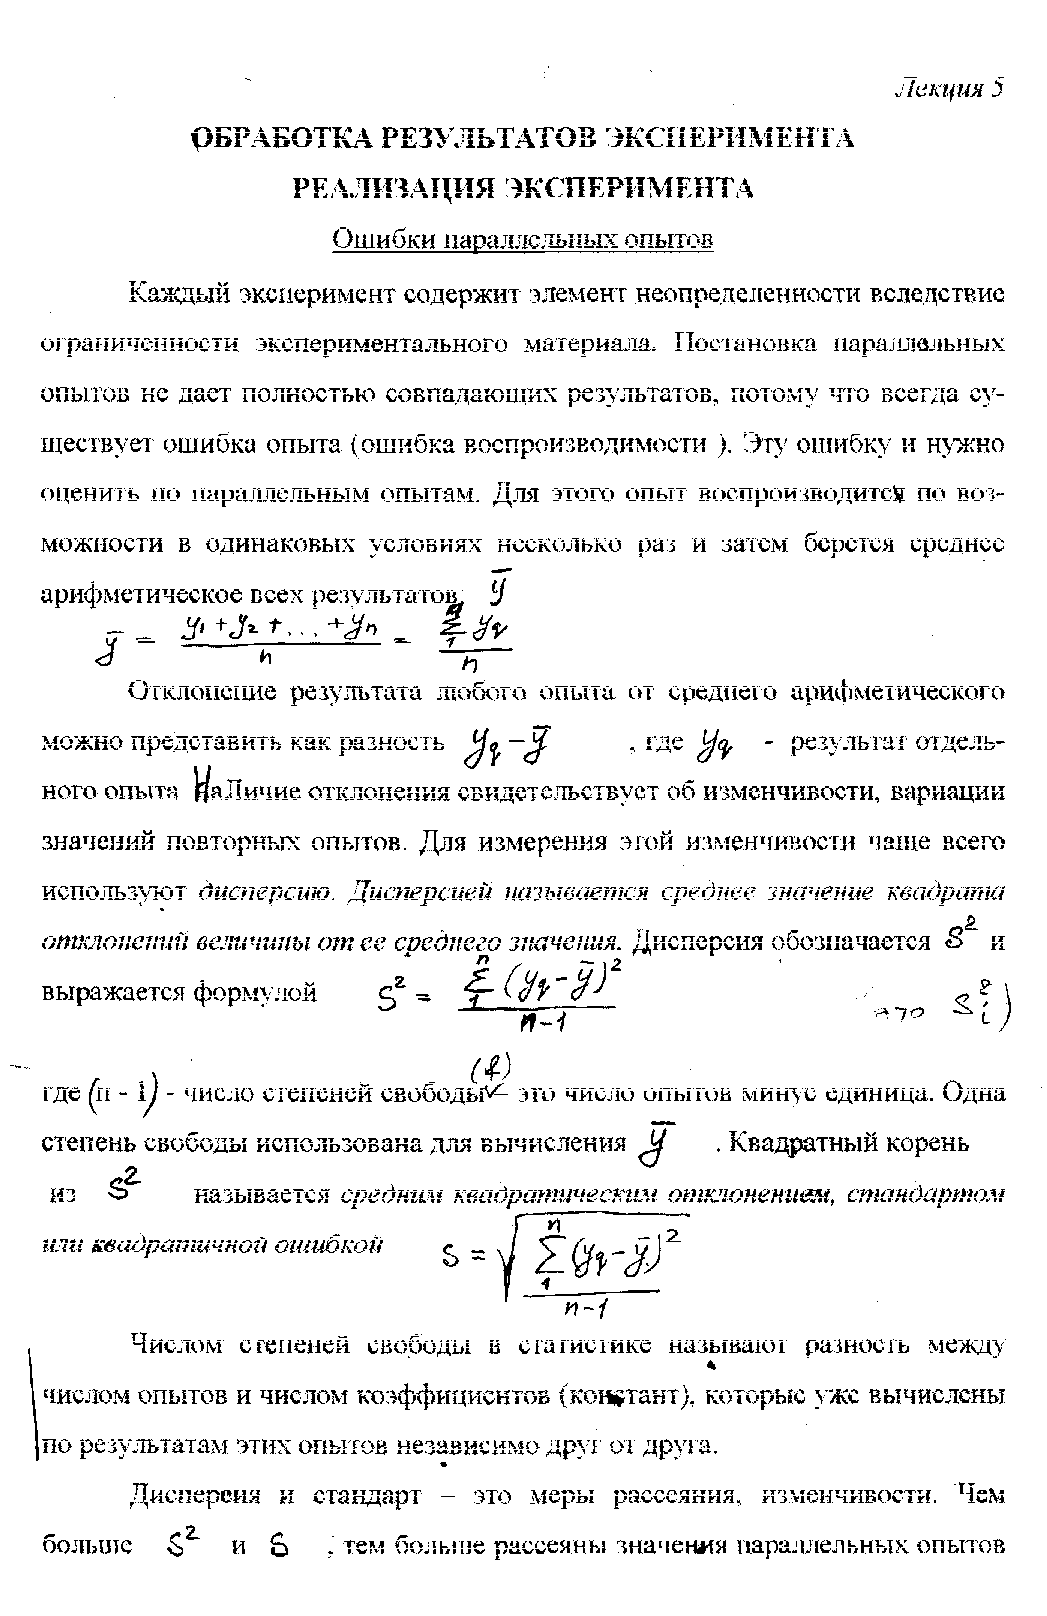 Лекция 5
ОБРАБОТКА РЕЗУЛЬТАТОВ ЭКСПЕРИМЕНТА
РЕАЛИЗАЦИЯ ЭКСПЕРИМЕНТА
Ошибки параллельных опытов
Каждый эксперимент содержит элемент неопределенности вследствие
ограниченности экспериментального материала. Постановка параллельных
опытов не дает полностью совпадающих результатов, потому что всегда су-
ществует ошибка опыта (ошибка воспроизводимости ). Эту ошибку и нужно
оценить по параллельным опытам. Для этого опыт воспроизводится по воз-
можности в одинаковых условиях несколько раз и затем берется среднее
арифметическое всех результатов, ȳ
ȳ = (y₁ + y₂ + ... + yₙ)/n = (Σ₁ⁿ y_q)/n
Отклонение результата любого опыта от среднего арифметического
можно представить как разность y_q − ȳ , где y_q - результат отдель-
ного опыта НаЛичие отклонения свидетельствует об изменчивости, вариации
значений повторных опытов. Для измерения этой изменчивости чаще всего
используют дисперсию. Дисперсией называется среднее значение квадрата
отклонений величины от ее среднего значения. Дисперсия обозначается S² и
выражается формулой S² = (Σ₁ⁿ (y_q − ȳ)²)/(n−1) S²ᵢ)
где (n - 1) - число степеней свободы (f) – это число опытов минус единица. Одна
степень свободы использована для вычисления ȳ . Квадратный корень
из S² называется средним квадратическим отклонением, стандартом
или квадратичной ошибкой S = √((Σ₁ⁿ (y_q − ȳ)²)/(n−1))
Числом степеней свободы в статистике называют разность между
числом опытов и числом коэффициентов (констант), которые уже вычислены
по результатам этих опытов независимо друг от друга.
Дисперсия и стандарт – это меры рассеяния, изменчивости. Чем
больше S² и S , тем больше рассеяны значения параллельных опытов